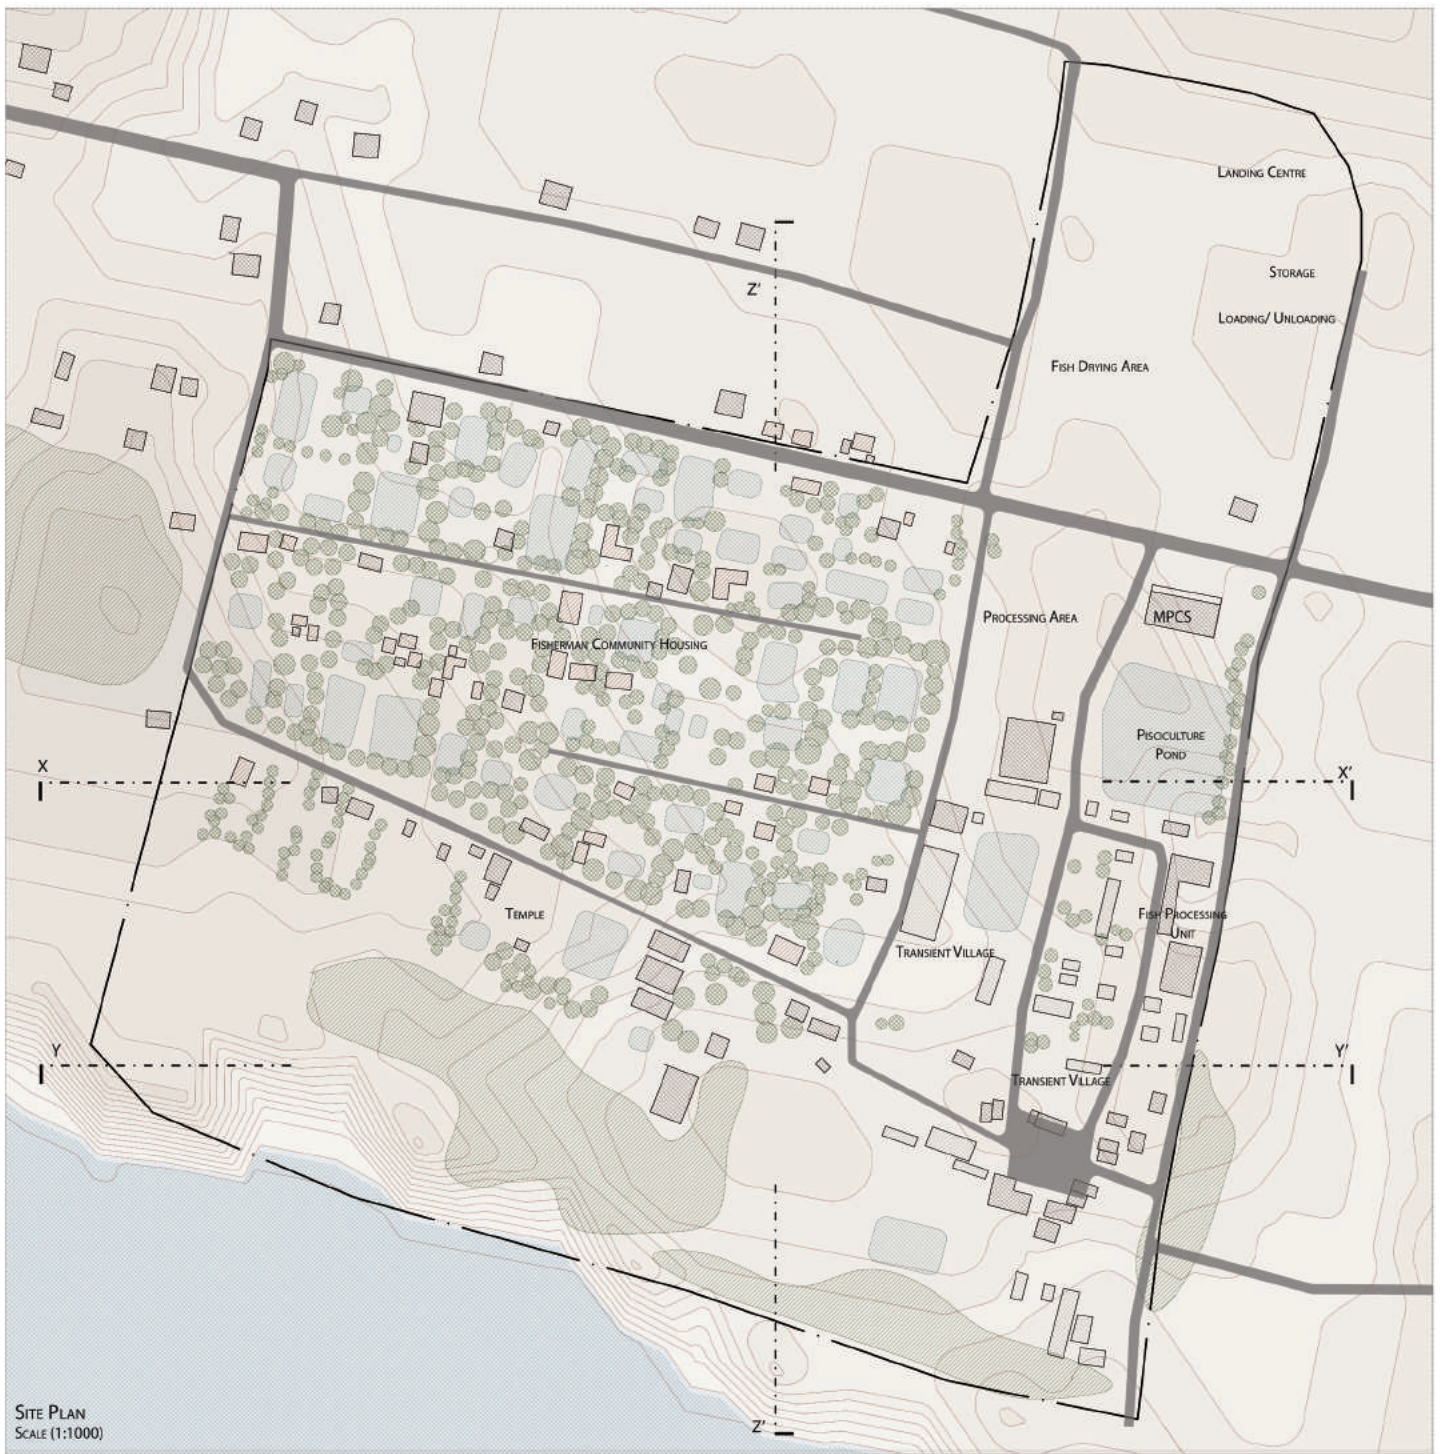 Landing Centre
Storage
Z'
Loading/ Unloading
Fish Drying Area
Processing Area
MPCS
Fisherman Community Housing
Pisciculture
Pond
X
X'
Temple
Fish Processing
Unit
Transient Village
Y
Y'
Transient Village
Site Plan
Scale (1:1000)
Z'